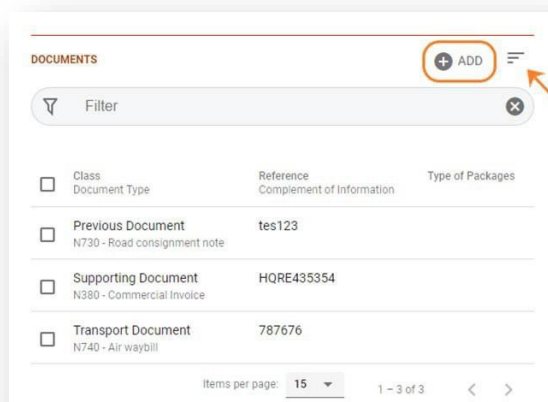 DOCUMENTS ADD
Filter
Class Reference Type of Packages
Document Type Complement of Information
Previous Document tes123
N730 - Road consignment note
Supporting Document HQRE435354
N380 - Commercial Invoice
Transport Document 787676
N740 - Air waybill
Items per page: 15 1 – 3 of 3